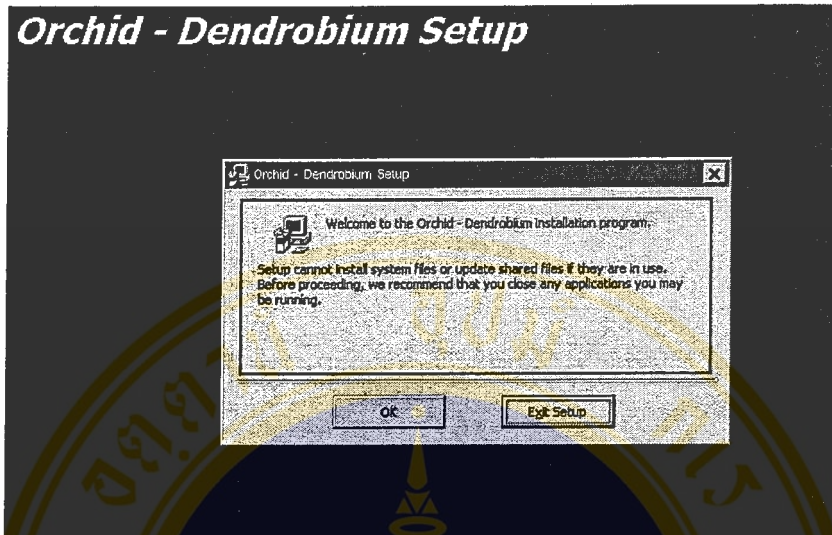 Orchid - Dendrobium Setup
Orchid - Dendrobium Setup
Welcome to the Orchid - Dendrobium installation program.
Setup cannot install system files or update shared files if they are in use.
Before proceeding, we recommend that you close any applications you may
be running.
OK
Exit Setup